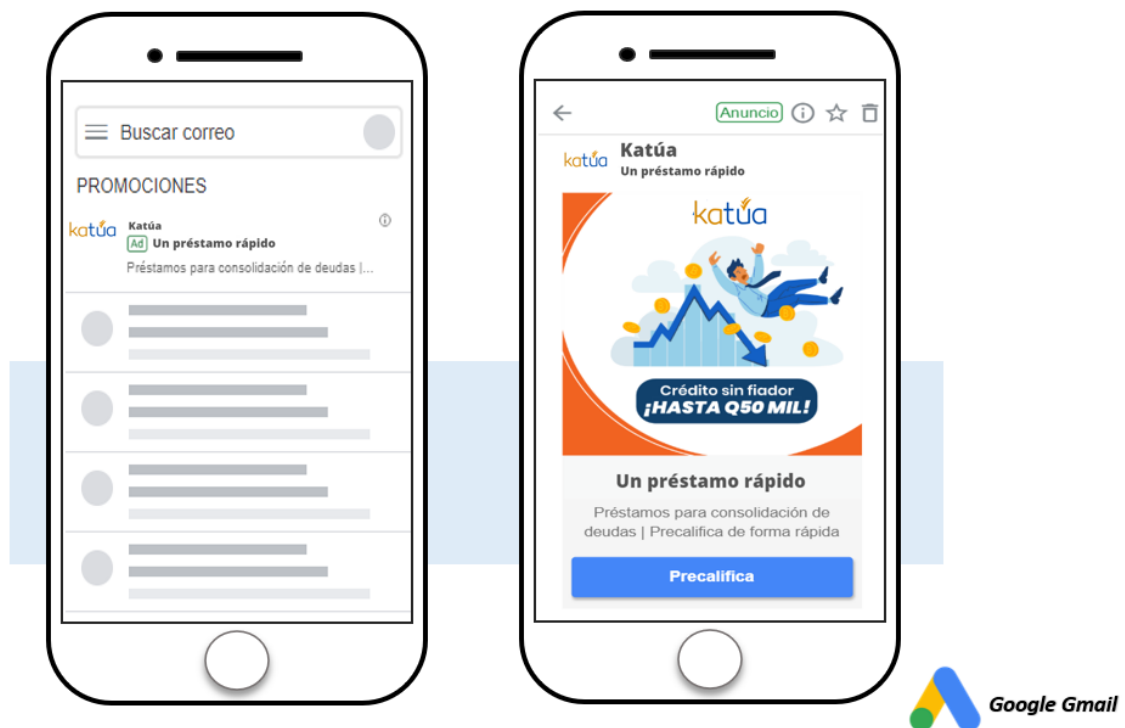 Buscar correo
PROMOCIONES
katúa
Katúa
Ad Un préstamo rápido
Préstamos para consolidación de deudas |...
Anuncio
katúa
Katúa
Un préstamo rápido
katúa
Crédito sin fiador
¡HASTA Q50 MIL!
Un préstamo rápido
Préstamos para consolidación de
deudas | Precalifica de forma rápida
Precalifica
Google Gmail